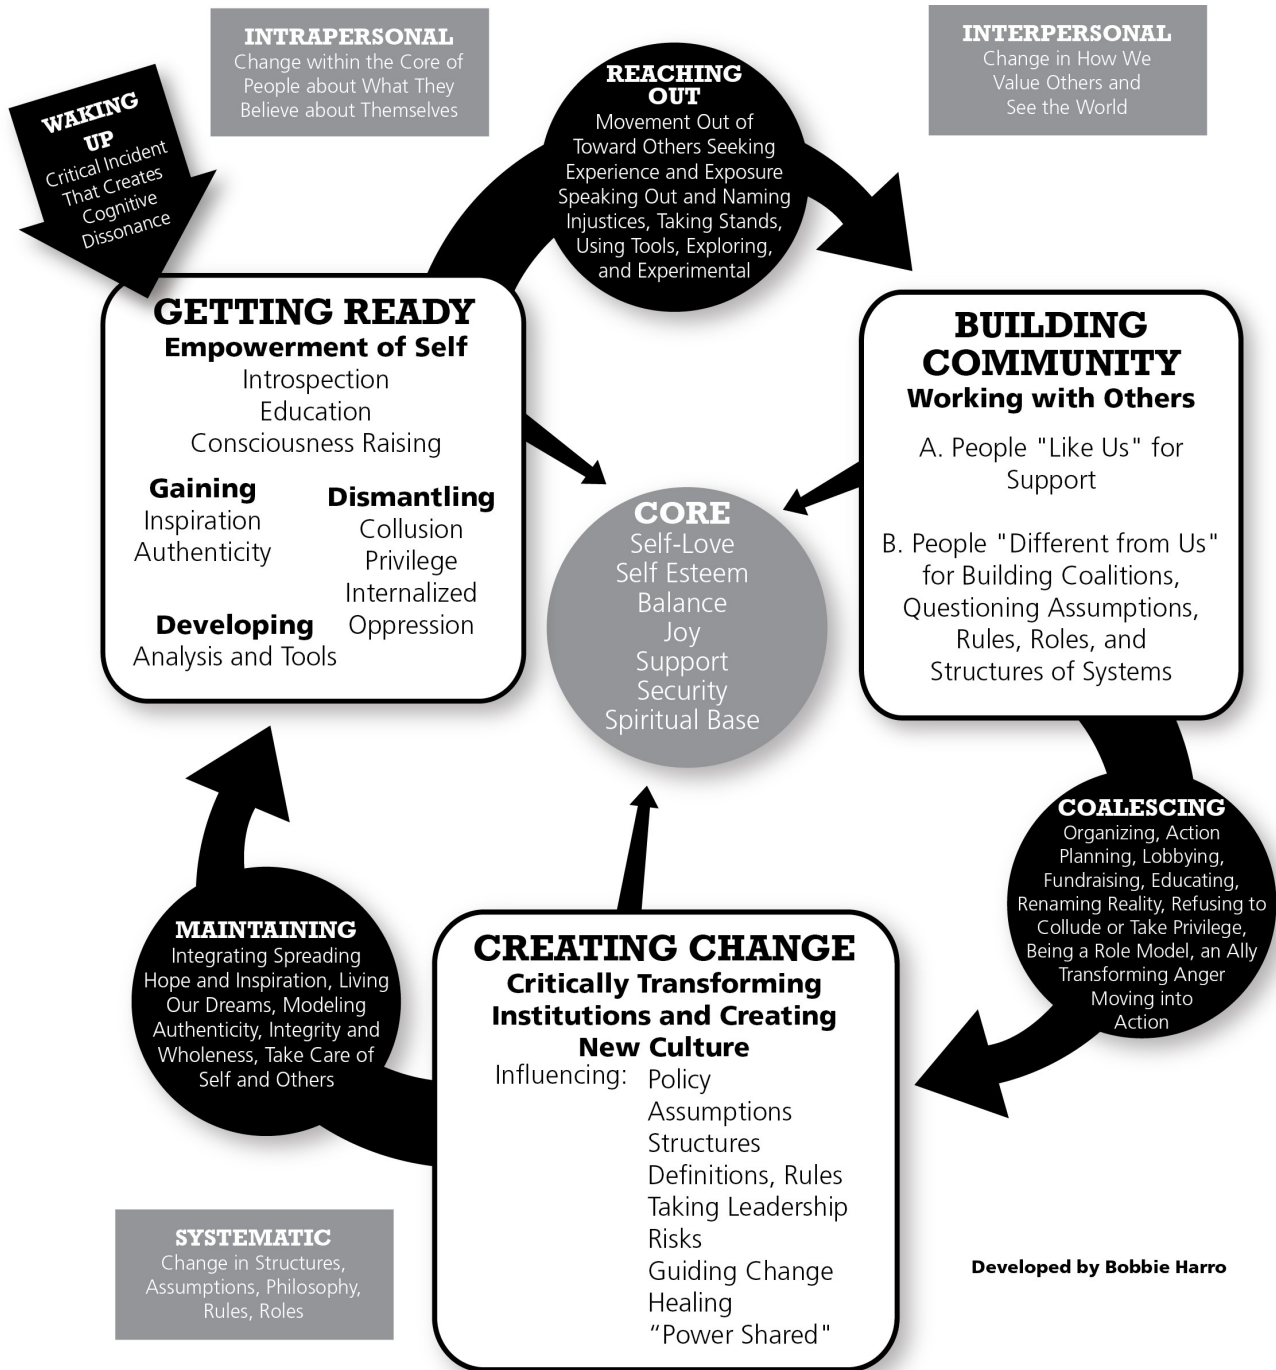 INTRAPERSONAL
Change within the Core of
People about What They
Believe about Themselves
INTERPERSONAL
Change in How We
Value Others and
See the World
WAKING
UP
Critical Incident
That Creates
Cognitive
Dissonance
REACHING
OUT
Movement Out of
Toward Others Seeking
Experience and Exposure
Speaking Out and Naming
Injustices, Taking Stands,
Using Tools, Exploring,
and Experimental
GETTING READY
Empowerment of Self
Introspection
Education
Consciousness Raising
Gaining
Inspiration
Authenticity
Dismantling
Collusion
Privilege
Internalized
Oppression
Developing
Analysis and Tools
BUILDING
COMMUNITY
Working with Others
A. People "Like Us" for
Support
B. People "Different from Us"
for Building Coalitions,
Questioning Assumptions,
Rules, Roles, and
Structures of Systems
CORE
Self-Love
Self Esteem
Balance
Joy
Support
Security
Spiritual Base
COALESCING
Organizing, Action
Planning, Lobbying,
Fundraising, Educating,
Renaming Reality, Refusing to
Collude or Take Privilege,
Being a Role Model, an Ally
Transforming Anger
Moving into
Action
MAINTAINING
Integrating Spreading
Hope and Inspiration, Living
Our Dreams, Modeling
Authenticity, Integrity and
Wholeness, Take Care of
Self and Others
CREATING CHANGE
Critically Transforming
Institutions and Creating
New Culture
Influencing: Policy
Assumptions
Structures
Definitions, Rules
Taking Leadership
Risks
Guiding Change
Healing
“Power Shared"
SYSTEMATIC
Change in Structures,
Assumptions, Philosophy,
Rules, Roles
Developed by Bobbie Harro